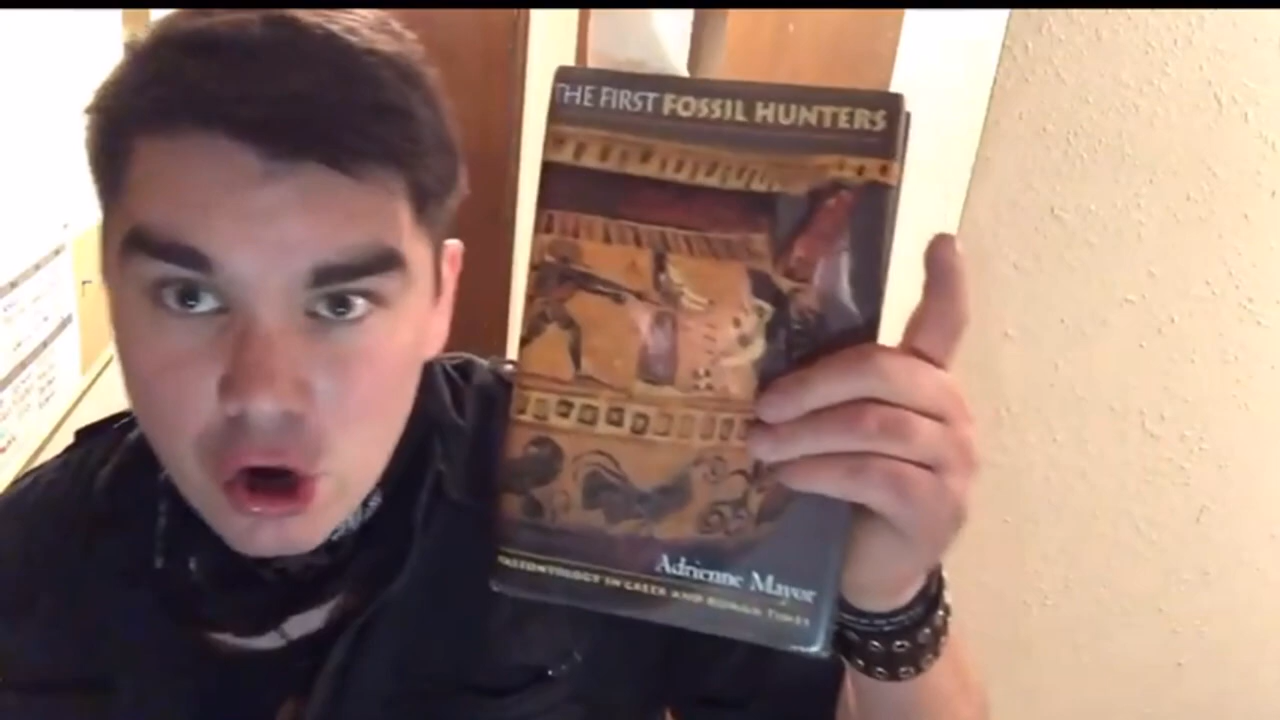 THE FIRST FOSSIL HUNTERS
Adrienne Mayor
PALEONTOLOGY IN GREEK AND ROMAN TIMES